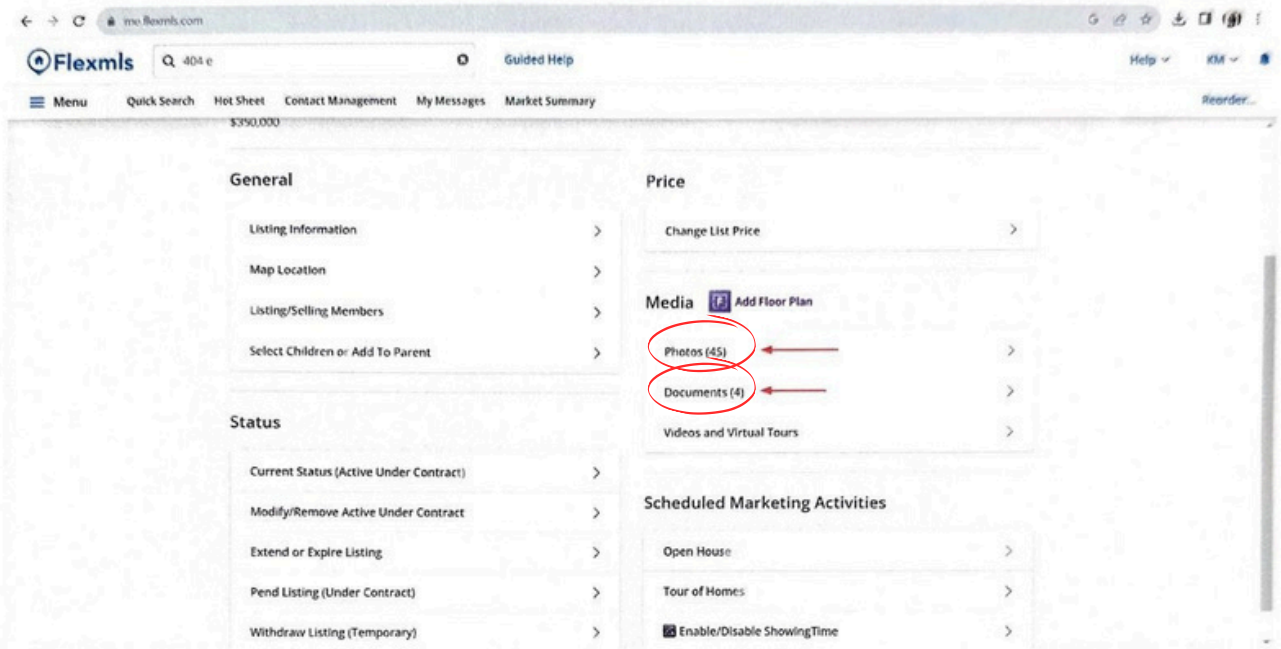 me.flexmls.com
Flexmls
404 e
Guided Help
Help
KM
Menu
Quick Search
Hot Sheet
Contact Management
My Messages
Market Summary
Reorder...
$350,000
General
Listing Information
Map Location
Listing/Selling Members
Select Children or Add To Parent
Status
Current Status (Active Under Contract)
Modify/Remove Active Under Contract
Extend or Expire Listing
Pend Listing (Under Contract)
Withdraw Listing (Temporary)
Price
Change List Price
Media
Add Floor Plan
Photos (45)
Documents (4)
Videos and Virtual Tours
Scheduled Marketing Activities
Open House
Tour of Homes
Enable/Disable ShowingTime